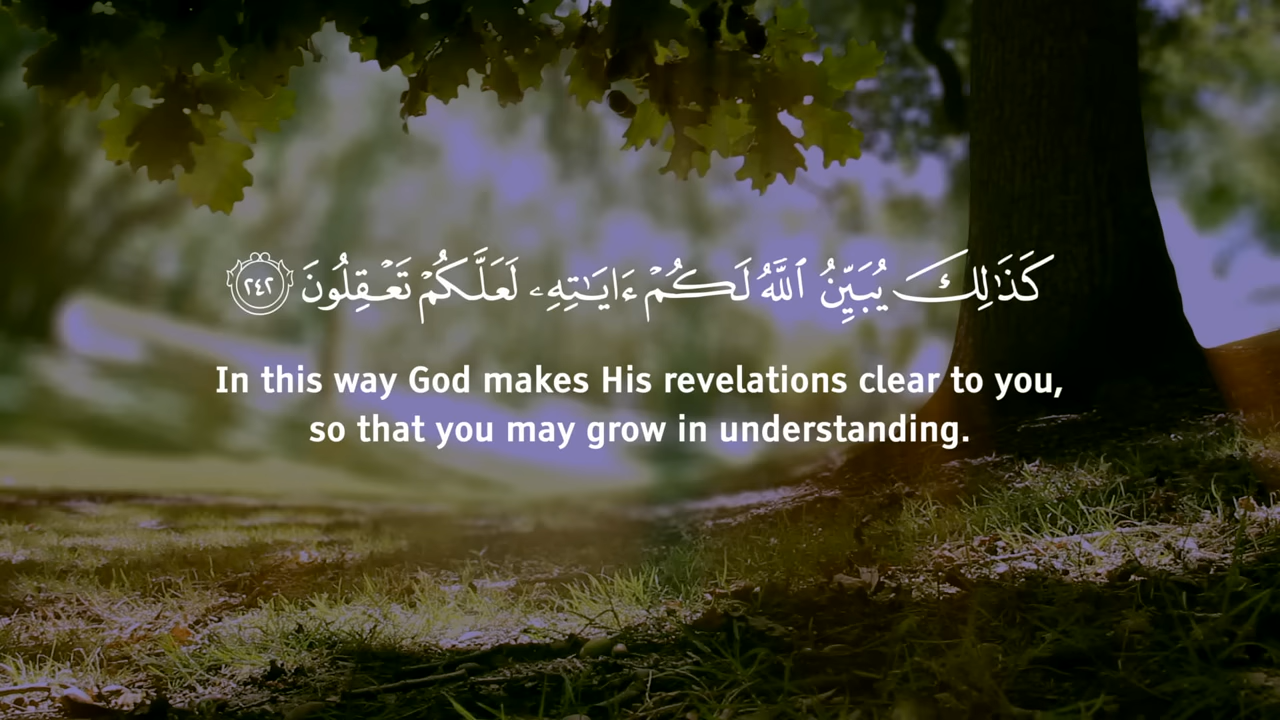 كَذَٰلِكَ يُبَيِّنُ ٱللَّهُ لَكُمۡ ءَايَٰتِهِۦ لَعَلَّكُمۡ تَعۡقِلُونَ ٢٤٢
In this way God makes His revelations clear to you,
so that you may grow in understanding.